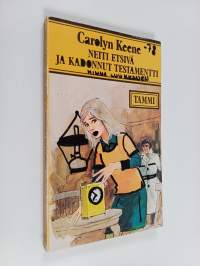 Carolyn Keene -78
NEITI ETSIVÄ
JA KADONNUT TESTAMENTTI
TAMMI